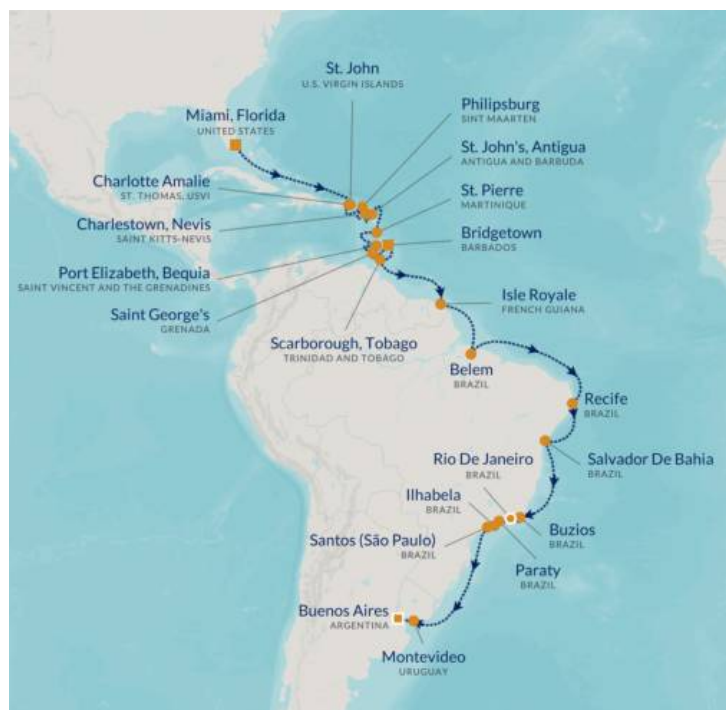 St. John
U.S. VIRGIN ISLANDS
Miami, Florida
UNITED STATES
Philipsburg
SINT MAARTEN
St. John's, Antigua
ANTIGUA AND BARBUDA
Charlotte Amalie
ST. THOMAS, USVI
St. Pierre
MARTINIQUE
Charlestown, Nevis
SAINT KITTS-NEVIS
Bridgetown
BARBADOS
Port Elizabeth, Bequia
SAINT VINCENT AND THE GRENADINES
Isle Royale
FRENCH GUIANA
Saint George's
GRENADA
Scarborough, Tobago
TRINIDAD AND TOBAGO
Belem
BRAZIL
Recife
BRAZIL
Rio De Janeiro
BRAZIL
Salvador De Bahia
BRAZIL
Ilhabela
BRAZIL
Santos (São Paulo)
BRAZIL
Buzios
BRAZIL
Paraty
BRAZIL
Buenos Aires
ARGENTINA
Montevideo
URUGUAY